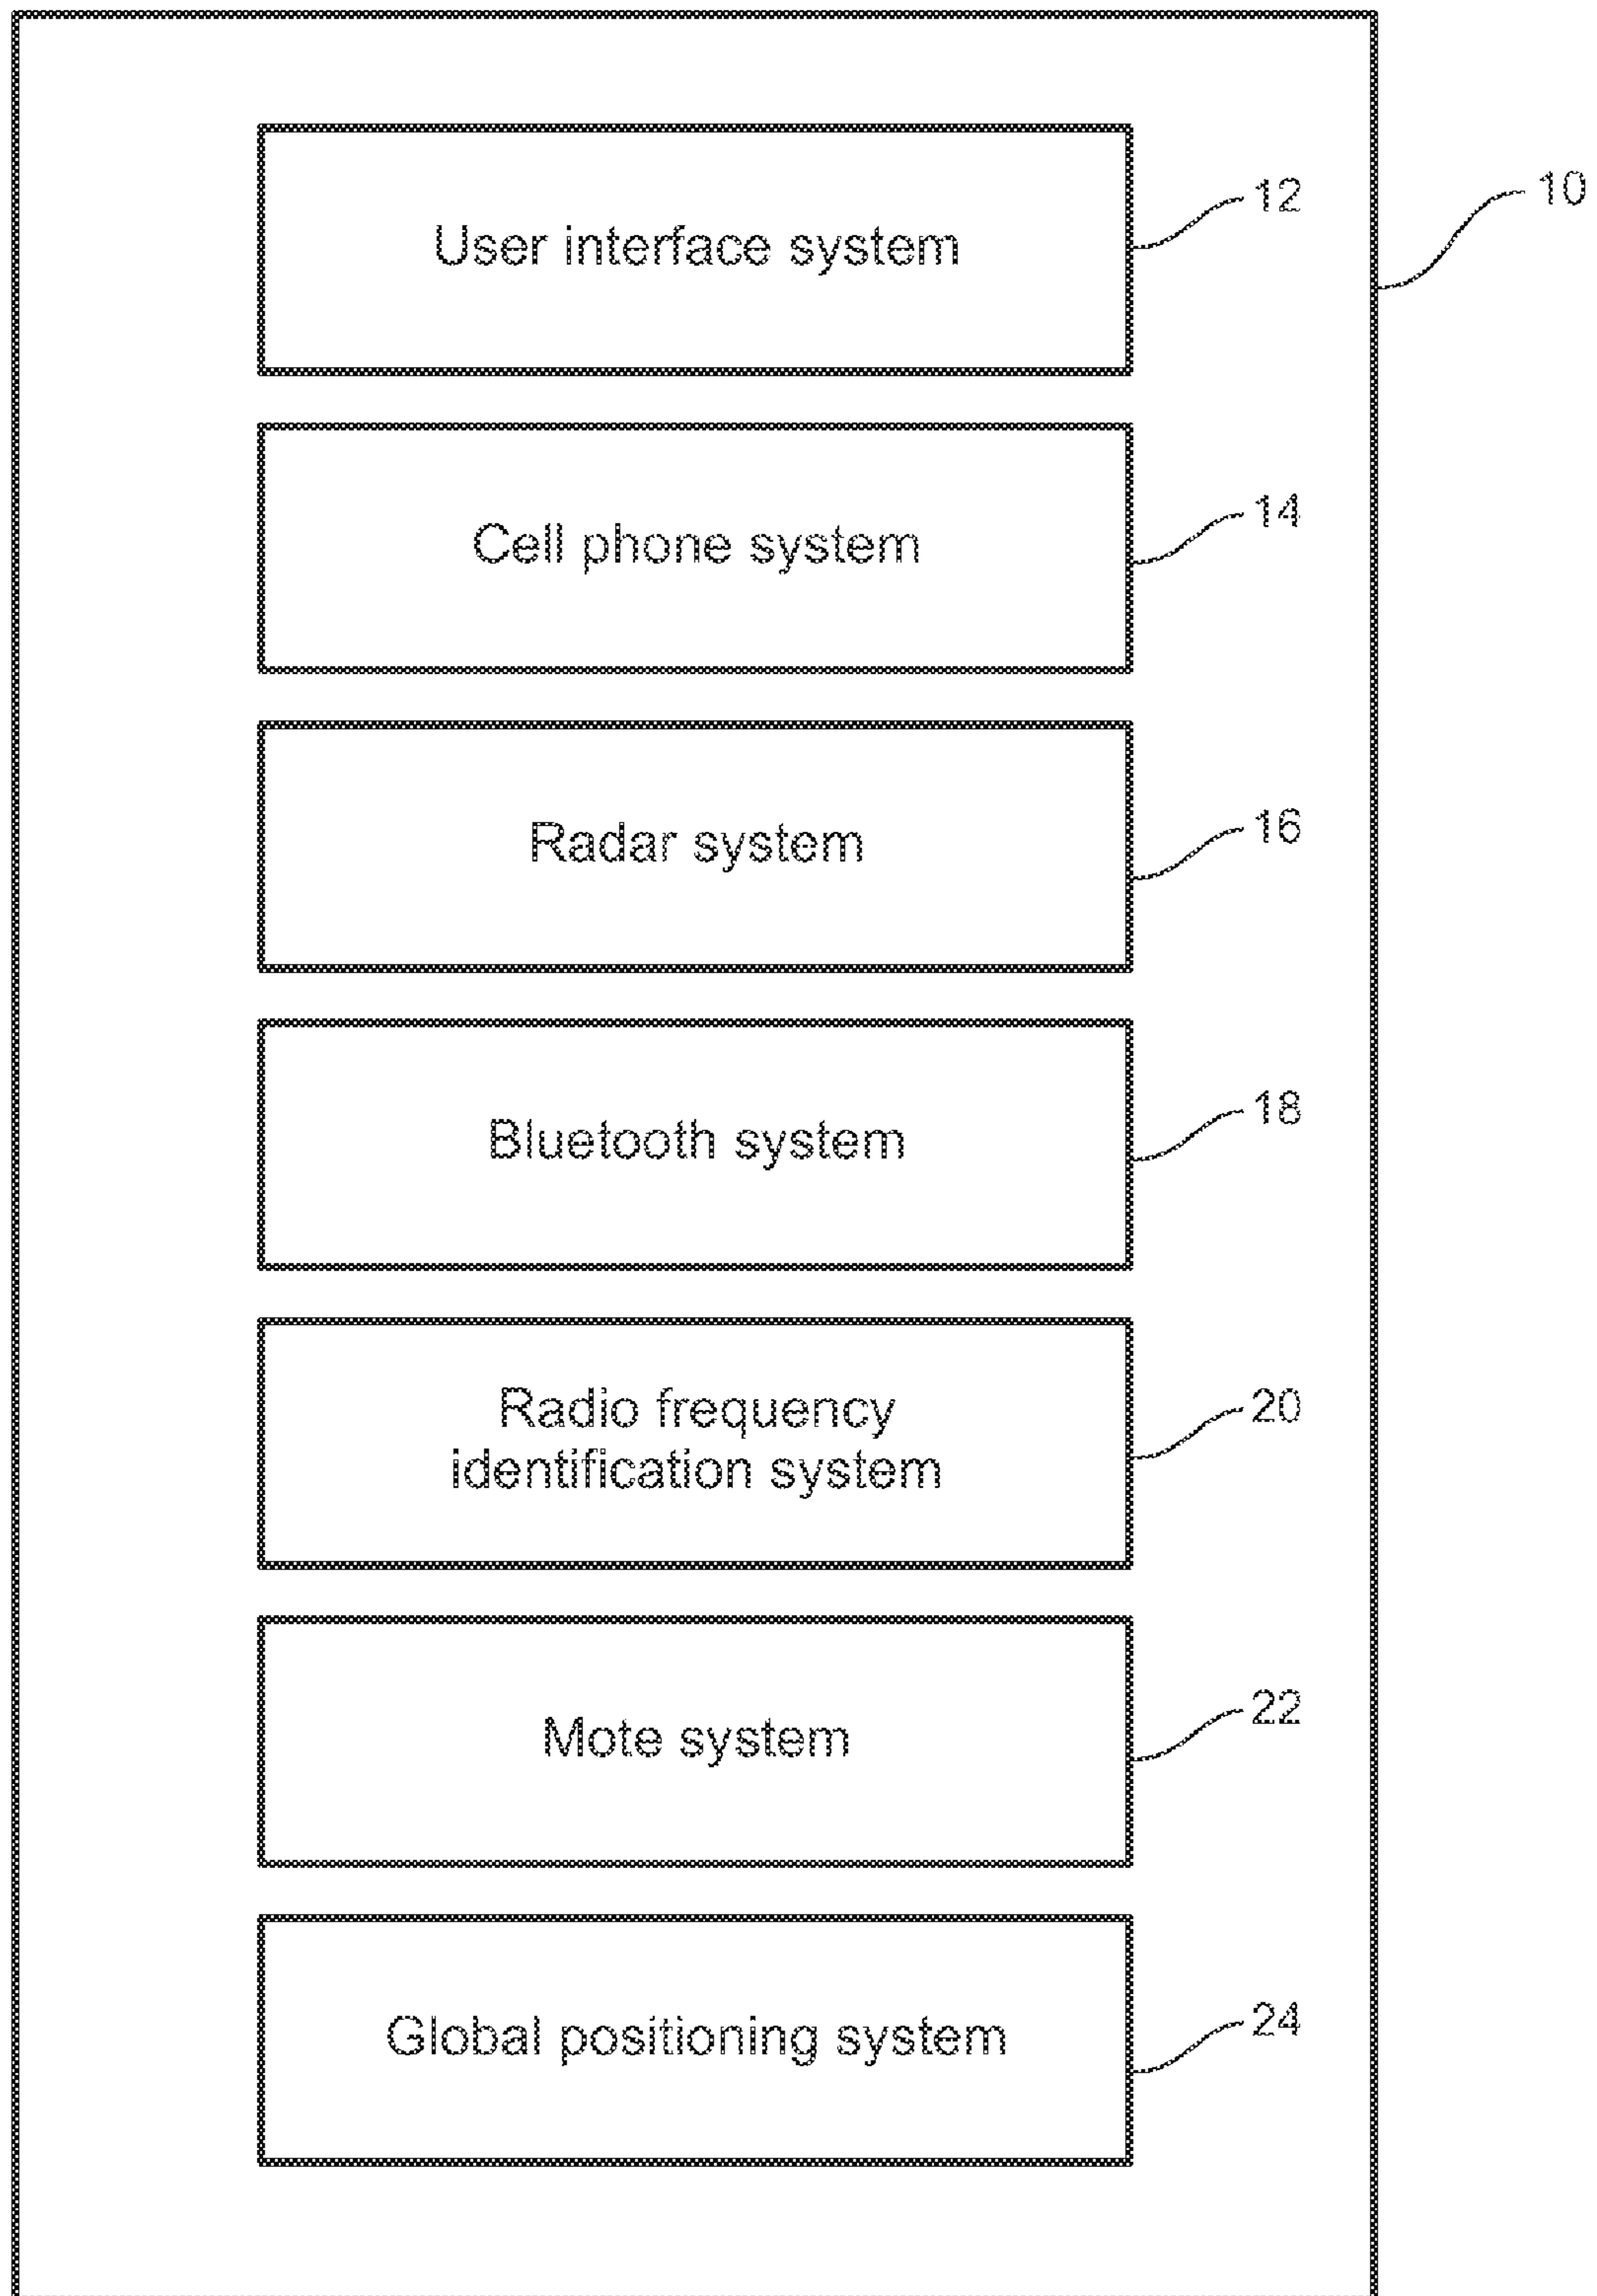 10
User interface system
12
Cell phone system
14
Radar system
16
Bluetooth system
18
Radio frequency
identification system
20
Mote system
22
Global positioning system
24